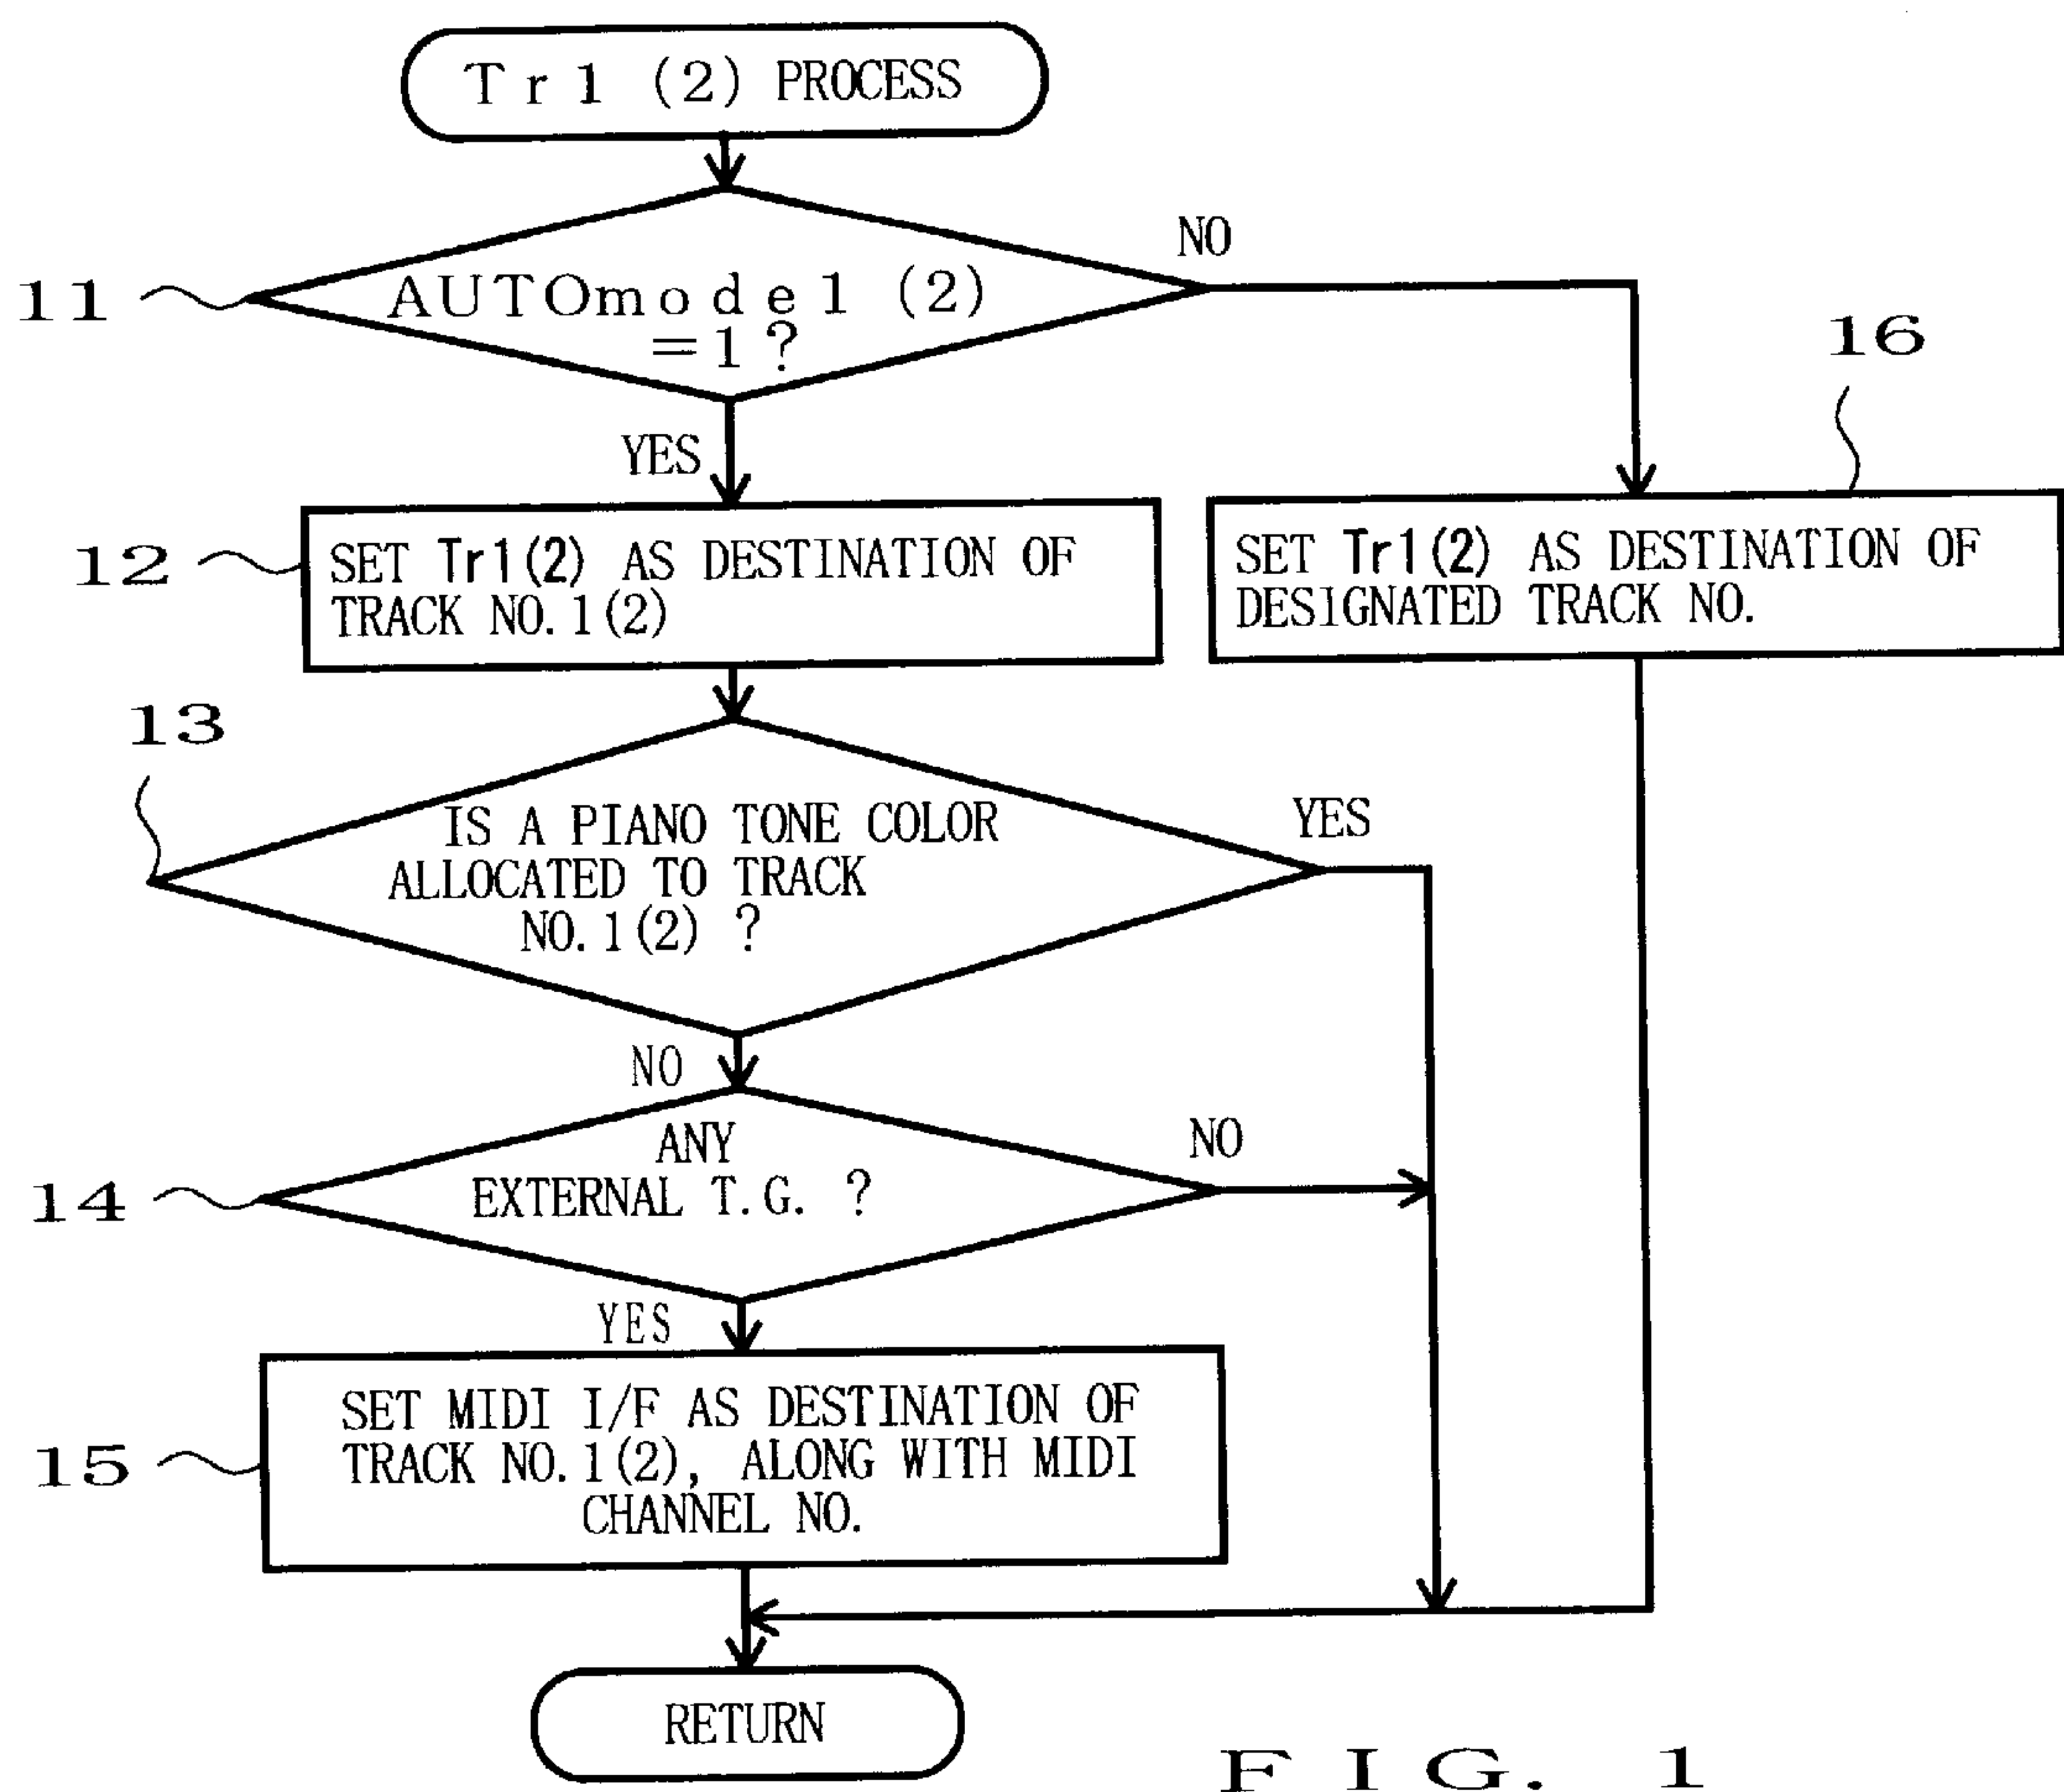 Tr1 (2) PROCESS
NO
11
AUTOmode1 (2)
=1?
16
YES
12
SET Tr1(2) AS DESTINATION OF
TRACK NO.1(2)
SET Tr1(2) AS DESTINATION OF
DESIGNATED TRACK NO.
13
IS A PIANO TONE COLOR
ALLOCATED TO TRACK
NO.1(2) ?
YES
NO
14
ANY
EXTERNAL T.G. ?
NO
YES
15
SET MIDI I/F AS DESTINATION OF
TRACK NO.1(2), ALONG WITH MIDI
CHANNEL NO.
RETURN
FIG. 1